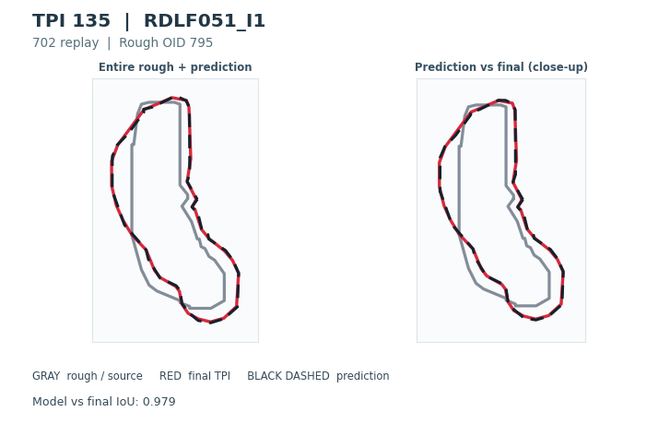 TPI 135 | RDLF051_I1
702 replay | Rough OID 795
Entire rough + prediction
Prediction vs final (close-up)
GRAY rough / source RED final TPI BLACK DASHED prediction
Model vs final IoU: 0.979